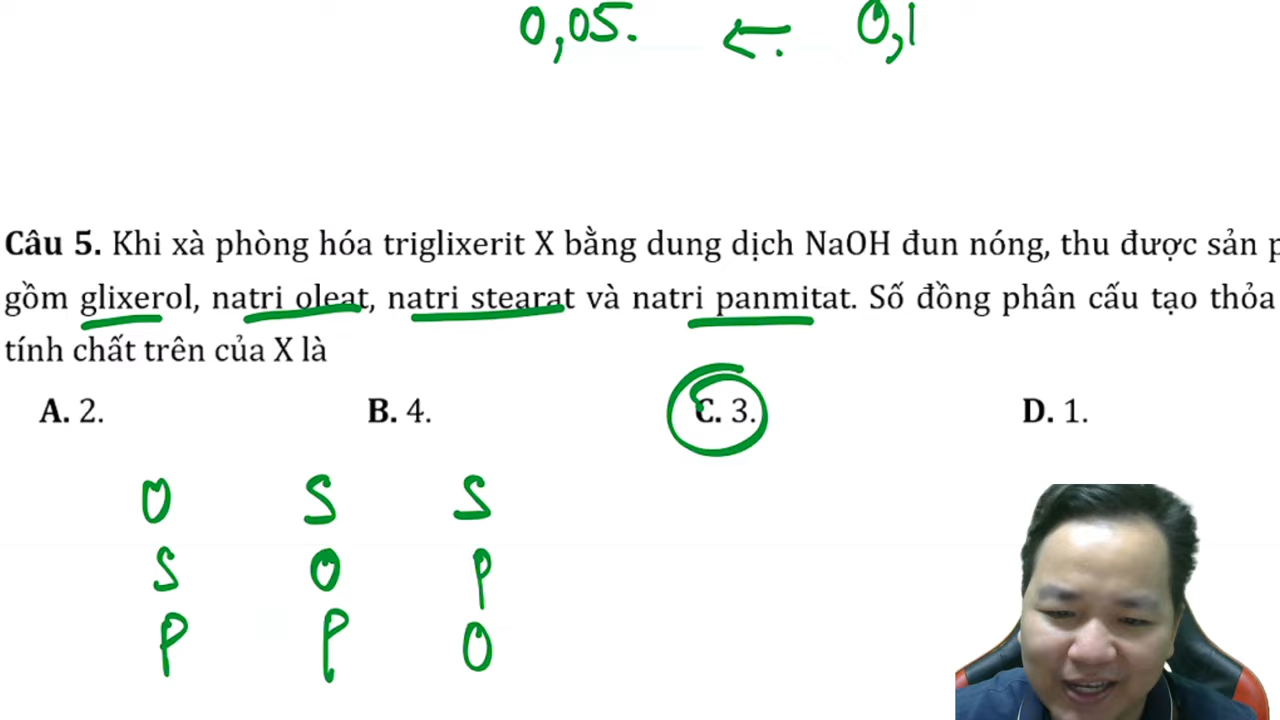 0,05. ← 0,1
Câu 5. Khi xà phòng hóa triglixerit X bằng dung dịch NaOH đun nóng, thu được sản p
gồm glixerol, natri oleat, natri stearat và natri panmitat. Số đồng phân cấu tạo thỏa
tính chất trên của X là
A. 2. B. 4. C. 3. D. 1.
O S S
S O P
P P O